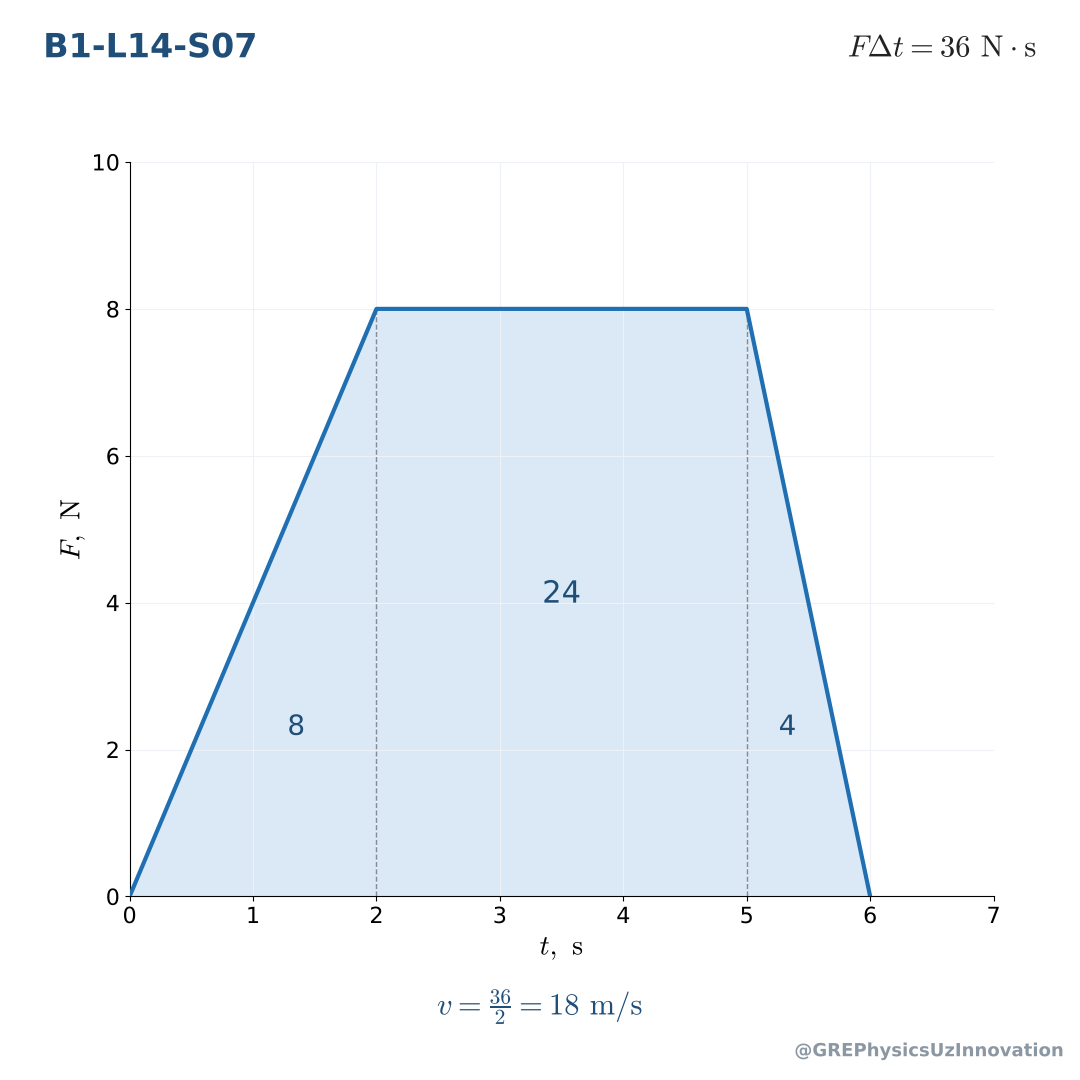 B1-L14-S07
FΔt = 36 N · s
10
8
6
4
2
0
F, N
24
8
4
0 1 2 3 4 5 6 7
t, s
v = 36/2 = 18 m/s
@GREPhysicsUzInnovation